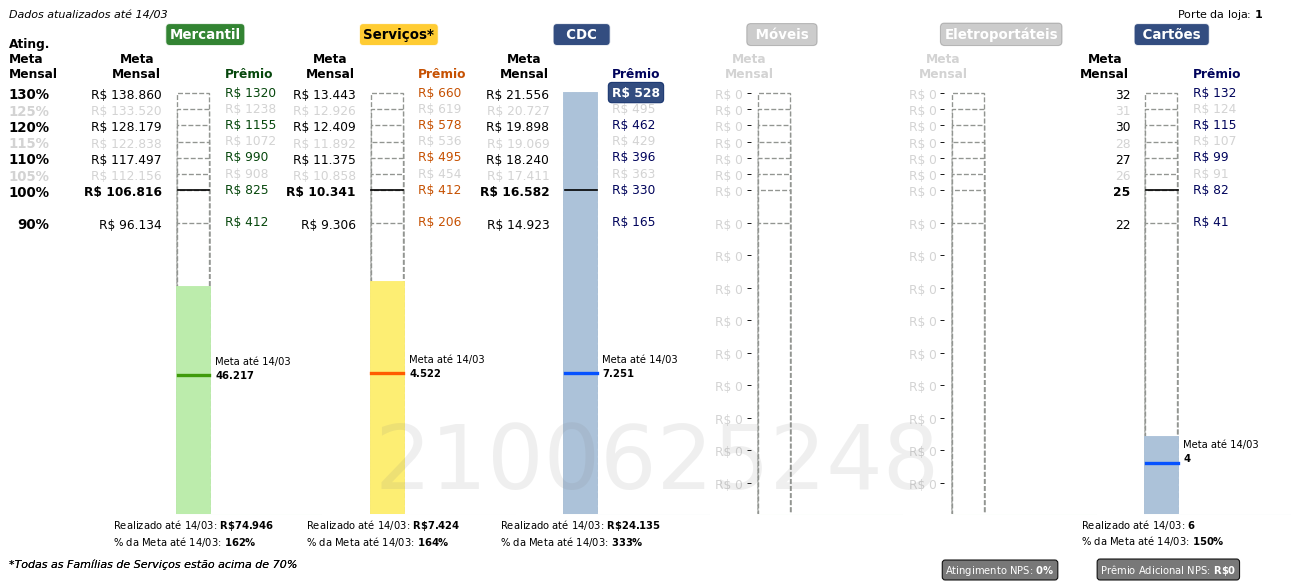 Dados atualizados até 14/03
Porte da loja: 1
Mercantil
Serviços*
CDC
Móveis
Eletroportáteis
Cartões
Ating.
Meta
Mensal
Meta
Mensal
Prêmio
Meta
Mensal
Prêmio
Meta
Mensal
Prêmio
Meta
Mensal
Meta
Mensal
Meta
Mensal
Prêmio
130% R$ 138.860 R$ 1320 R$ 13.443 R$ 660 R$ 21.556 R$ 528 R$ 0 R$ 0 32 R$ 132
125% R$ 133.520 R$ 1238 R$ 12.926 R$ 619 R$ 20.727 R$ 495 R$ 0 R$ 0 31 R$ 124
120% R$ 128.179 R$ 1155 R$ 12.409 R$ 578 R$ 19.898 R$ 462 R$ 0 R$ 0 30 R$ 115
115% R$ 122.838 R$ 1072 R$ 11.892 R$ 536 R$ 19.069 R$ 429 R$ 0 R$ 0 28 R$ 107
110% R$ 117.497 R$ 990 R$ 11.375 R$ 495 R$ 18.240 R$ 396 R$ 0 R$ 0 27 R$ 99
105% R$ 112.156 R$ 908 R$ 10.858 R$ 454 R$ 17.411 R$ 363 R$ 0 R$ 0 26 R$ 91
100% R$ 106.816 R$ 825 R$ 10.341 R$ 412 R$ 16.582 R$ 330 R$ 0 R$ 0 25 R$ 82
90% R$ 96.134 R$ 412 R$ 9.306 R$ 206 R$ 14.923 R$ 165 R$ 0 R$ 0 22 R$ 41
R$ 0 R$ 0
R$ 0 R$ 0
R$ 0 R$ 0
R$ 0 R$ 0
R$ 0 R$ 0
R$ 0 R$ 0
R$ 0 R$ 0
R$ 0 R$ 0
Meta até 14/03
46.217
Meta até 14/03
4.522
Meta até 14/03
7.251
Meta até 14/03
4
2100625248
Realizado até 14/03: R$74.946
% da Meta até 14/03: 162%
Realizado até 14/03: R$7.424
% da Meta até 14/03: 164%
Realizado até 14/03: R$24.135
% da Meta até 14/03: 333%
Realizado até 14/03: 6
% da Meta até 14/03: 150%
*Todas as Famílias de Serviços estão acima de 70%
Atingimento NPS: 0%
Prêmio Adicional NPS: R$0